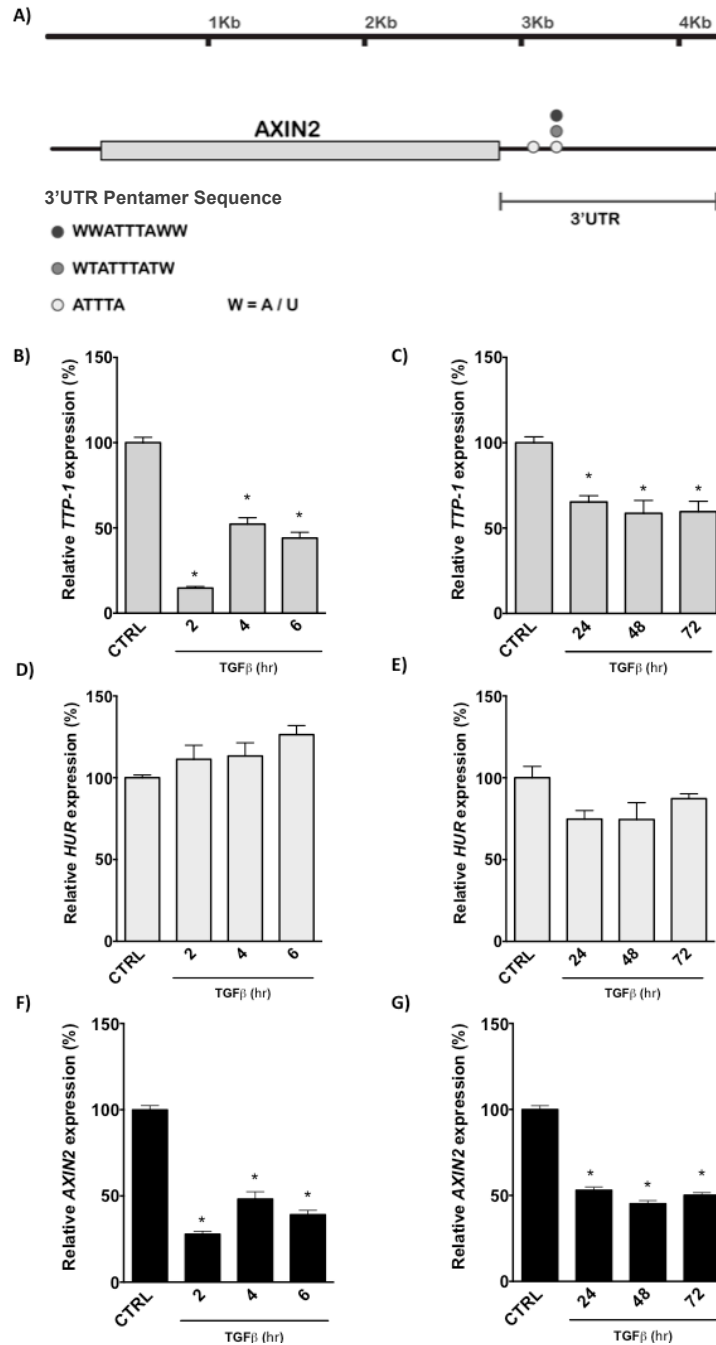 A)
1Kb 2Kb 3Kb 4Kb
AXIN2
3'UTR Pentamer Sequence
3'UTR
WWATTTAWW
WTATTTATW
ATTTA W = A / U
B)
Relative TTP-1 expression (%)
150
100
50
0
CTRL 2 4 6
* * *
TGFβ (hr)
C)
Relative TTP-1 expression (%)
150
100
50
0
CTRL 24 48 72
* * *
TGFβ (hr)
D)
Relative HUR expression (%)
150
100
50
0
CTRL 2 4 6
TGFβ (hr)
E)
Relative HUR expression (%)
150
100
50
0
CTRL 24 48 72
TGFβ (hr)
F)
Relative AXIN2 expression (%)
150
100
50
0
CTRL 2 4 6
* * *
TGFβ (hr)
G)
Relative AXIN2 expression (%)
150
100
50
0
CTRL 24 48 72
* * *
TGFβ (hr)